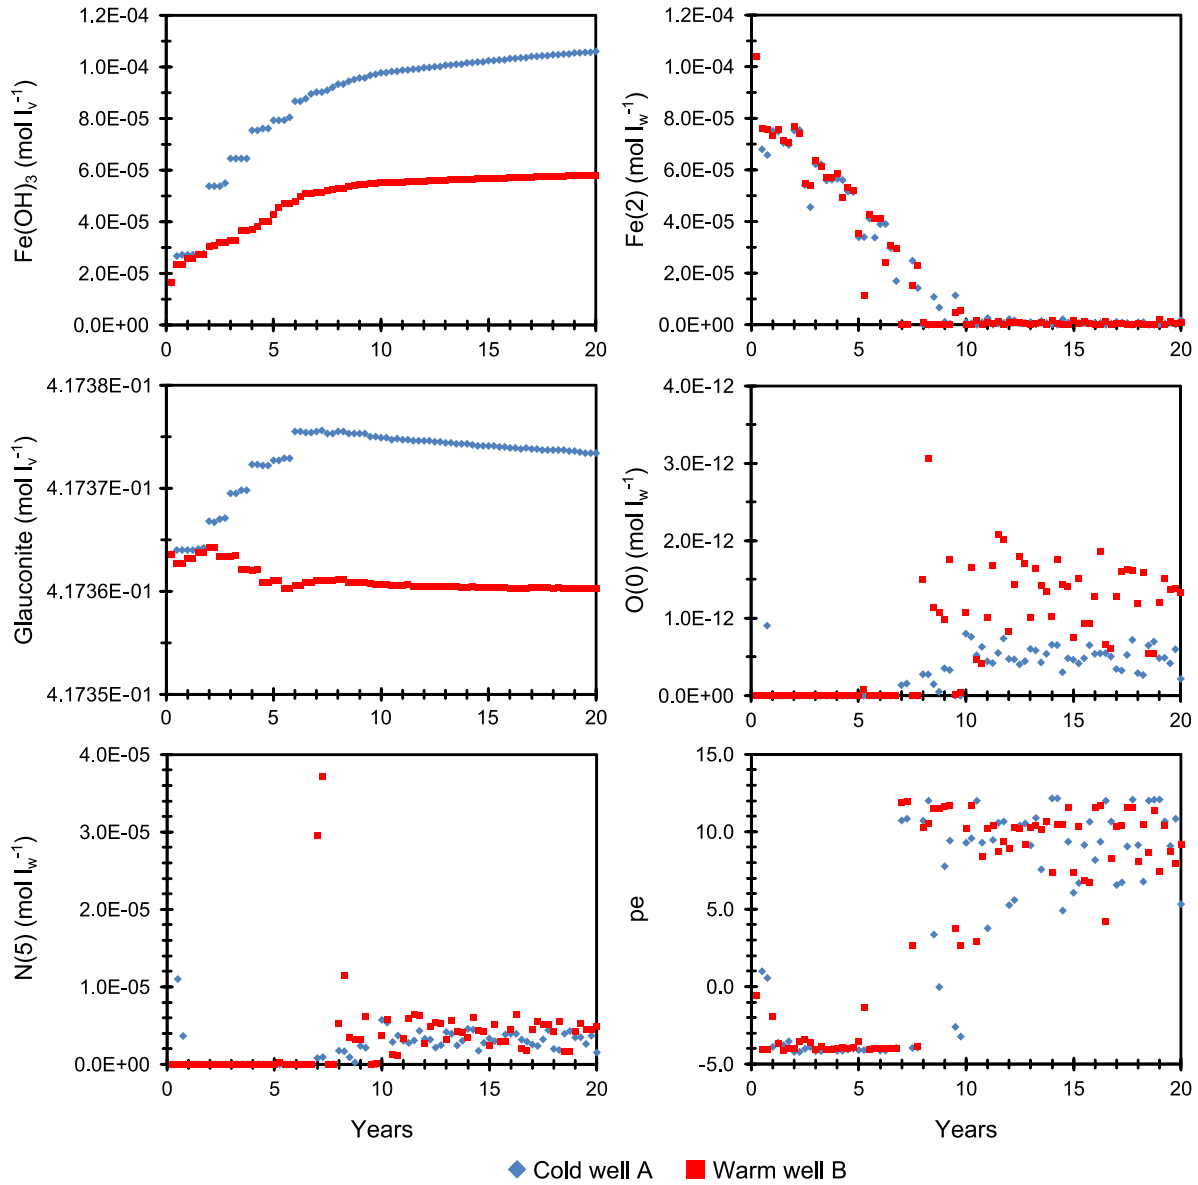 1.2E-04
1.0E-04
8.0E-05
6.0E-05
4.0E-05
2.0E-05
0.0E+00
Fe(OH)₃ (mol lᵥ⁻¹)
0 5 10 15 20
1.2E-04
1.0E-04
8.0E-05
6.0E-05
4.0E-05
2.0E-05
0.0E+00
Fe(2) (mol l_w⁻¹)
0 5 10 15 20
4.1738E-01
4.1737E-01
4.1736E-01
4.1735E-01
Glauconite (mol lᵥ⁻¹)
0 5 10 15 20
4.0E-12
3.0E-12
2.0E-12
1.0E-12
0.0E+00
O(0) (mol l_w⁻¹)
0 5 10 15 20
4.0E-05
3.0E-05
2.0E-05
1.0E-05
0.0E+00
N(5) (mol l_w⁻¹)
0 5 10 15 20
Years
15.0
10.0
5.0
0.0
-5.0
pe
0 5 10 15 20
Years
Cold well A Warm well B